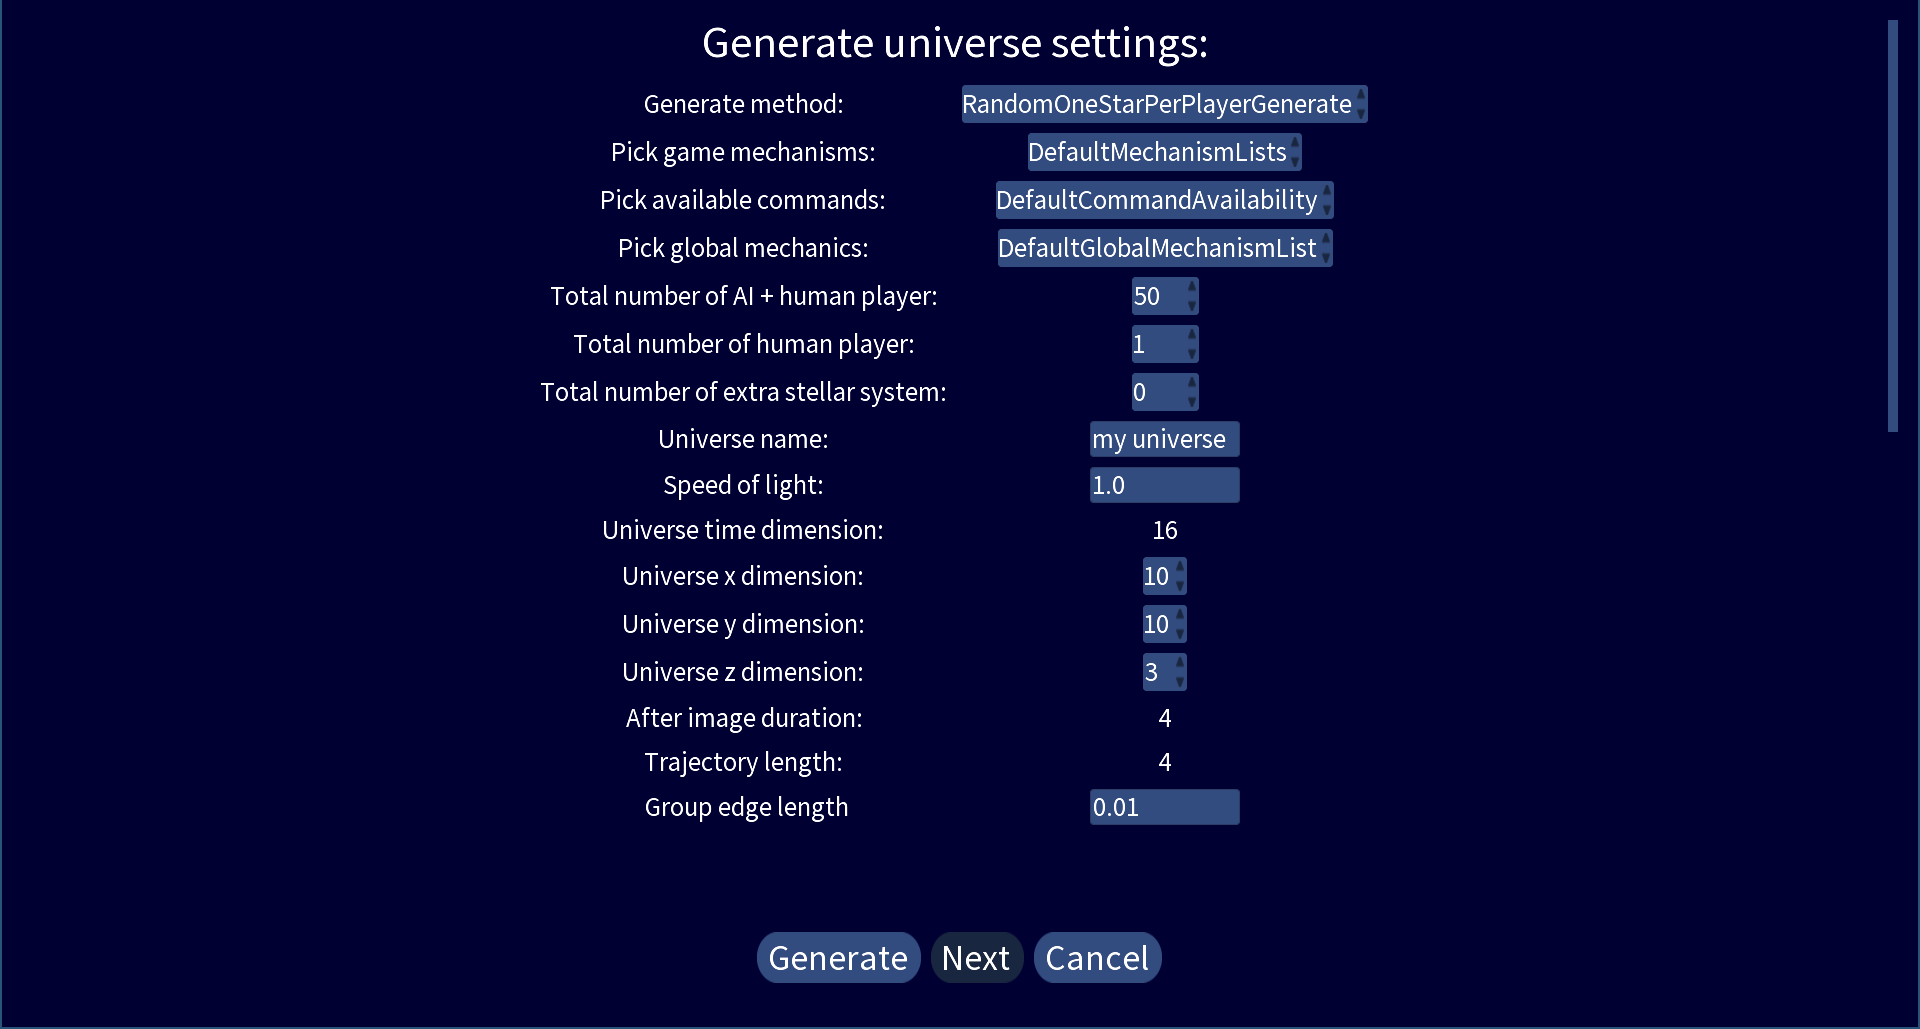 Generate universe settings:
Generate method: RandomOneStarPerPlayerGenerate
Pick game mechanisms: DefaultMechanismLists
Pick available commands: DefaultCommandAvailability
Pick global mechanics: DefaultGlobalMechanismList
Total number of AI + human player: 50
Total number of human player: 1
Total number of extra stellar system: 0
Universe name: my universe
Speed of light: 1.0
Universe time dimension: 16
Universe x dimension: 10
Universe y dimension: 10
Universe z dimension: 3
After image duration: 4
Trajectory length: 4
Group edge length 0.01
Generate Next Cancel